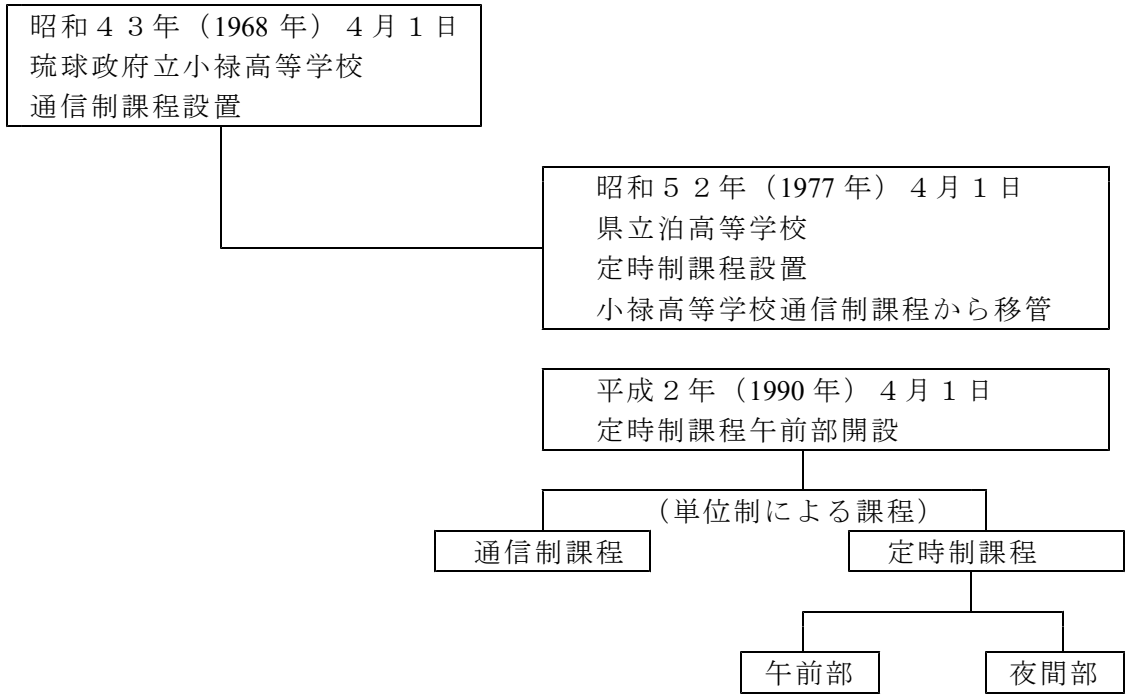 昭和４３年（1968 年）４月１日
琉球政府立小禄高等学校
通信制課程設置
昭和５２年（1977 年）４月１日
県立泊高等学校
定時制課程設置
小禄高等学校通信制課程から移管
平成２年（1990 年）４月１日
定時制課程午前部開設
（単位制による課程）
通信制課程
定時制課程
午前部
夜間部